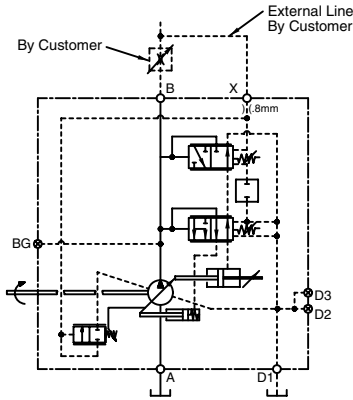 External Line
By Customer
By Customer
B
X
(.8mm
BG
D3
D2
A
D1